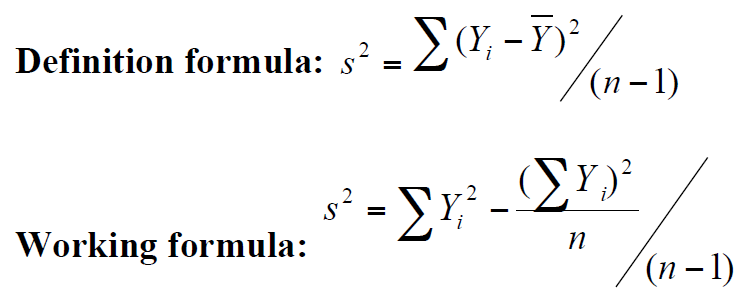 Definition formula: s² = ∑(Yᵢ − Ȳ)² / (n − 1)
Working formula: s² = ∑Yᵢ² − (∑Yᵢ)² / n / (n − 1)